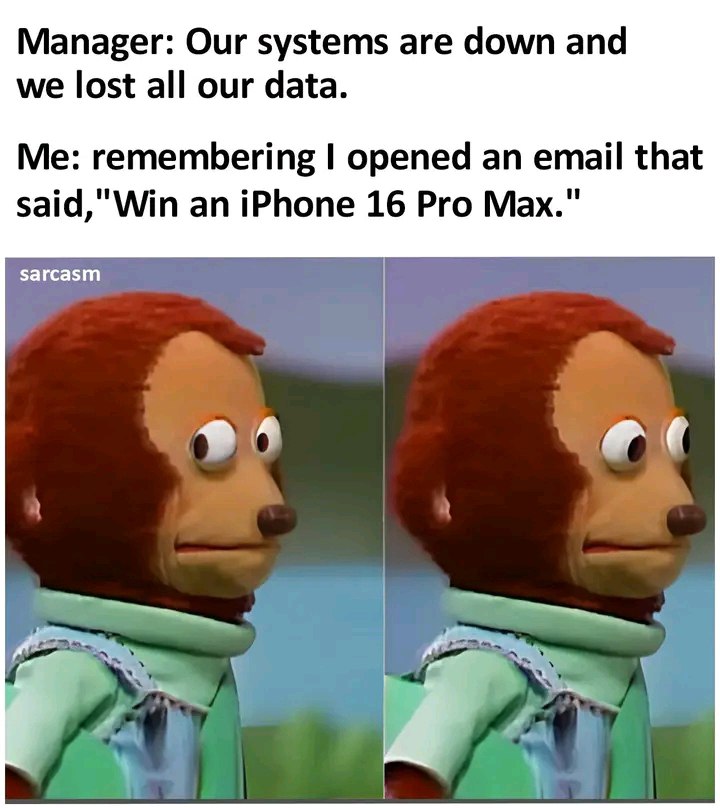 Manager: Our systems are down and
we lost all our data.
Me: remembering I opened an email that
said,"Win an iPhone 16 Pro Max."
sarcasm